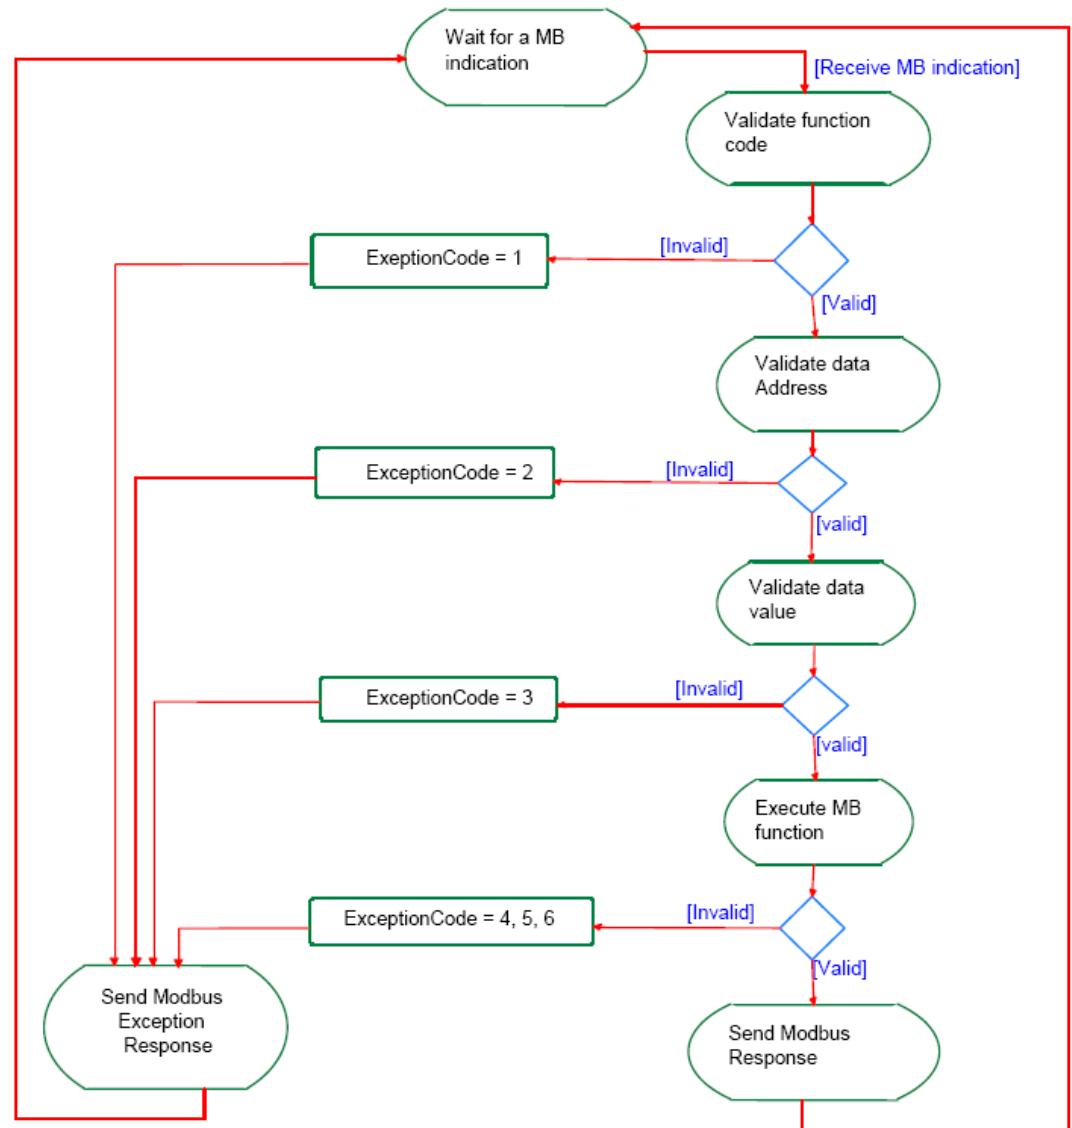 Wait for a MB
indication
[Receive MB indication]
Validate function
code
ExeptionCode = 1
[Invalid]
[Valid]
Validate data
Address
ExceptionCode = 2
[Invalid]
[valid]
Validate data
value
ExceptionCode = 3
[Invalid]
[valid]
Execute MB
function
ExceptionCode = 4, 5, 6
[Invalid]
[Valid]
Send Modbus
Exception
Response
Send Modbus
Response